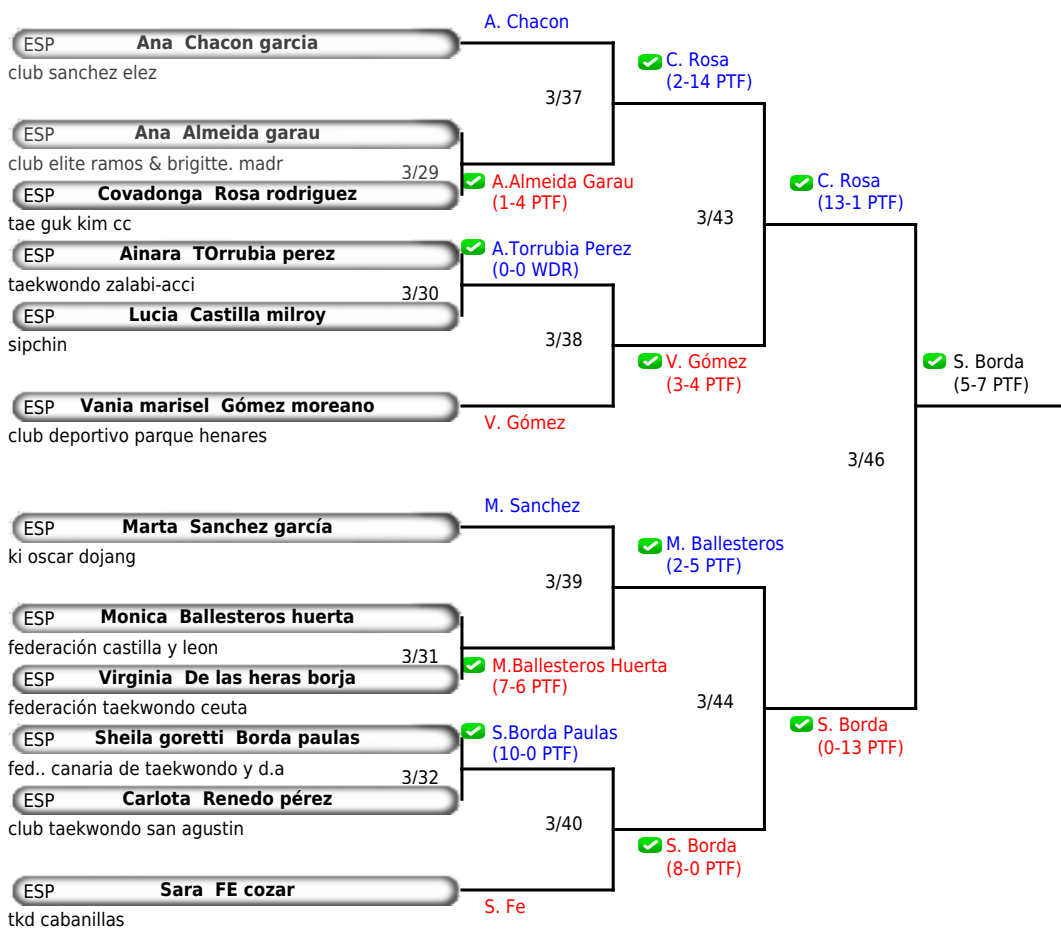 A. Chacon
ESP Ana Chacon garcia
club sanchez elez
C. Rosa
(2-14 PTF)
3/37
ESP Ana Almeida garau
club elite ramos & brigitte. madr
3/29
A.Almeida Garau
(1-4 PTF)
ESP Covadonga Rosa rodriguez
tae guk kim cc
C. Rosa
(13-1 PTF)
3/43
ESP Ainara TOrrubia perez
taekwondo zalabi-acci
A.Torrubia Perez
(0-0 WDR)
3/30
ESP Lucia Castilla milroy
sipchin
3/38
V. Gómez
(3-4 PTF)
S. Borda
(5-7 PTF)
ESP Vania marisel Gómez moreano
club deportivo parque henares
V. Gómez
3/46
M. Sanchez
ESP Marta Sanchez garcía
ki oscar dojang
M. Ballesteros
(2-5 PTF)
3/39
ESP Monica Ballesteros huerta
federación castilla y leon
3/31
M.Ballesteros Huerta
(7-6 PTF)
ESP Virginia De las heras borja
federación taekwondo ceuta
3/44
ESP Sheila goretti Borda paulas
fed.. canaria de taekwondo y d.a
S.Borda Paulas
(10-0 PTF)
S. Borda
(0-13 PTF)
3/32
ESP Carlota Renedo pérez
club taekwondo san agustin
3/40
S. Borda
(8-0 PTF)
ESP Sara FE cozar
tkd cabanillas
S. Fe